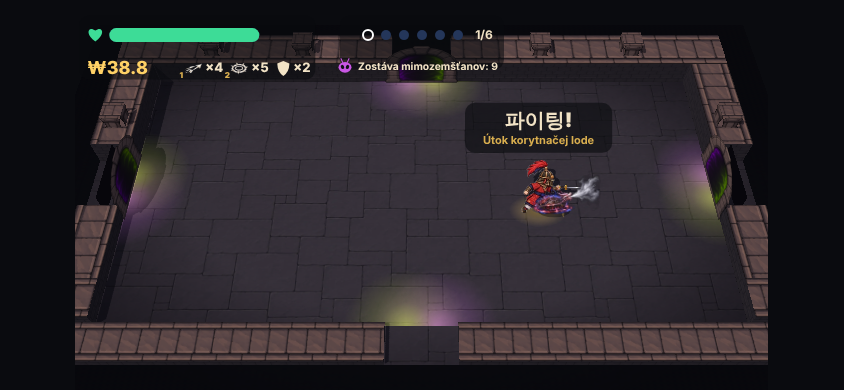 1/6
₩38.8
1 ×4 2 ×5 ×2
Zostáva mimozemšťanov: 9
파이팅!
Útok korytnačej lode